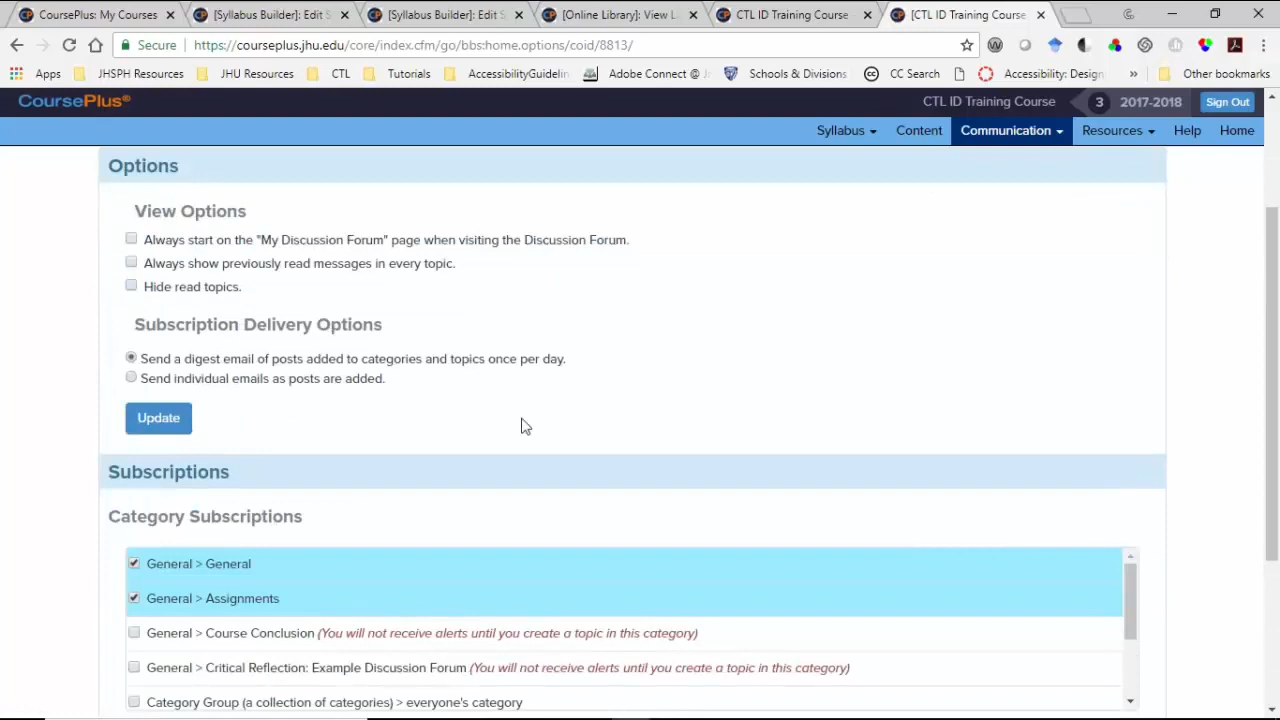 CoursePlus: My Courses
[Syllabus Builder]: Edit S
[Syllabus Builder]: Edit S
[Online Library]: View L
CTL ID Training Course
[CTL ID Training Course
Secure
https://courseplus.jhu.edu/core/index.cfm/go/bbs:home.options/coid/8813/
Apps
JHSPH Resources
JHU Resources
CTL
Tutorials
AccessibilityGuidelin
Adobe Connect @
Schools & Divisions
CC Search
Accessibility: Design
»
Other bookmarks
CoursePlus®
CTL ID Training Course
3
2017-2018
Sign Out
Syllabus
Content
Communication
Resources
Help
Home
Options
View Options
Always start on the "My Discussion Forum" page when visiting the Discussion Forum.
Always show previously read messages in every topic.
Hide read topics.
Subscription Delivery Options
Send a digest email of posts added to categories and topics once per day.
Send individual emails as posts are added.
Update
Subscriptions
Category Subscriptions
General > General
General > Assignments
General > Course Conclusion (You will not receive alerts until you create a topic in this category)
General > Critical Reflection: Example Discussion Forum (You will not receive alerts until you create a topic in this category)
Category Group (a collection of categories) > everyone's category